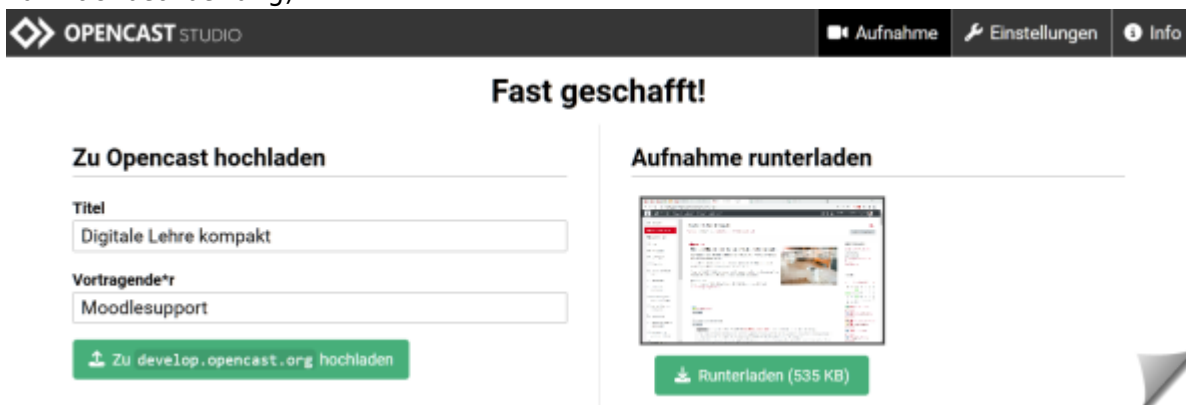 OPENCAST STUDIO
Aufnahme
Einstellungen
Info
Fast geschafft!
Zu Opencast hochladen
Titel
Digitale Lehre kompakt
Vortragende*r
Moodlesupport
Zu develop.opencast.org hochladen
Aufnahme runterladen
Runterladen (535 KB)